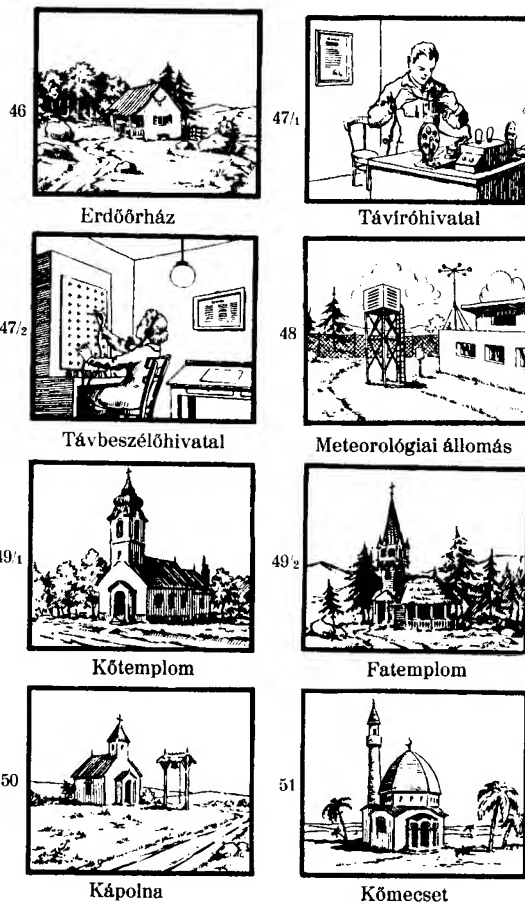 46
Erdőőrház
47/1
Távíróhivatal
47/2
Távbeszélőhivatal
48
Meteorológiai állomás
49/1
Kőtemplom
49/2
Fatemplom
50
Kápolna
51
Kőmecset